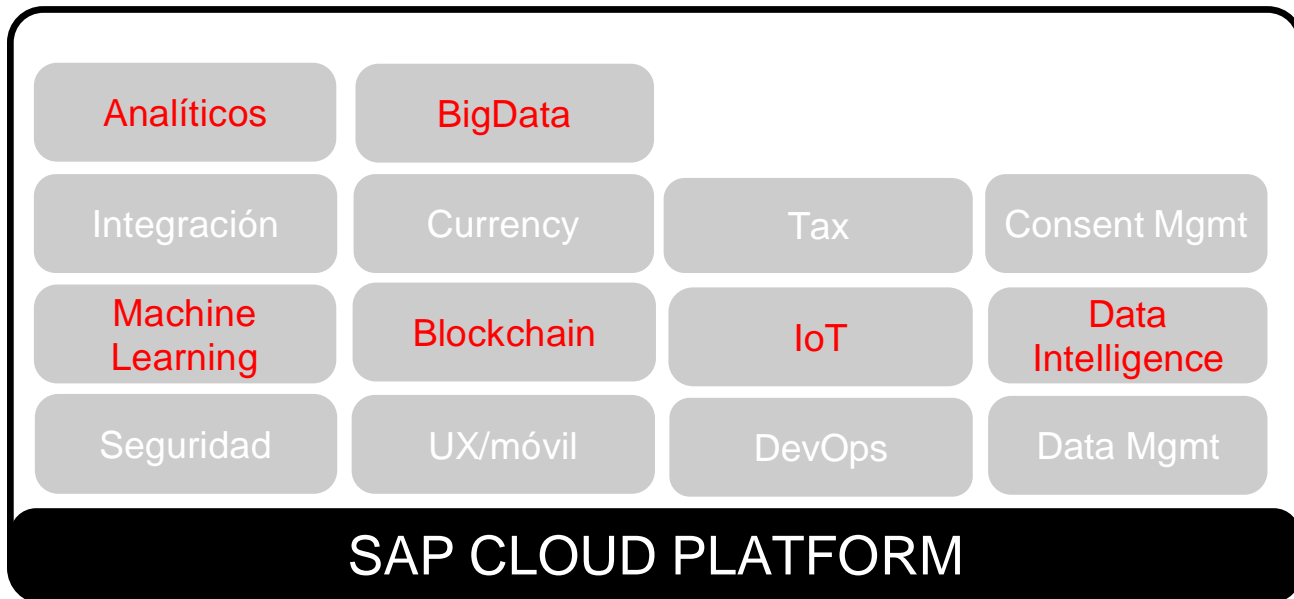 Analíticos
BigData
Integración
Currency
Tax
Consent Mgmt
Machine
Learning
Blockchain
IoT
Data
Intelligence
Seguridad
UX/móvil
DevOps
Data Mgmt
SAP CLOUD PLATFORM